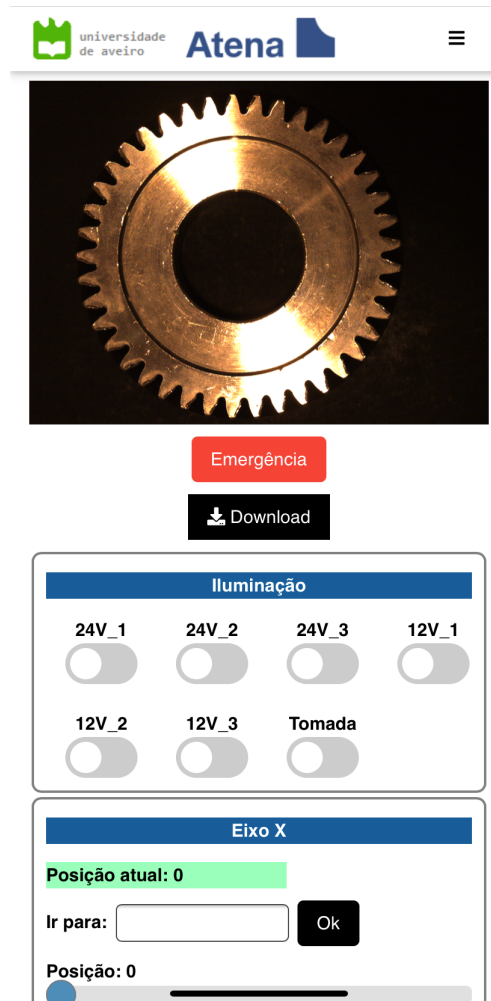 universidade
de aveiro
Atena
Emergência
Download
Iluminação
24V_1 24V_2 24V_3 12V_1
12V_2 12V_3 Tomada
Eixo X
Posição atual: 0
Ir para: Ok
Posição: 0